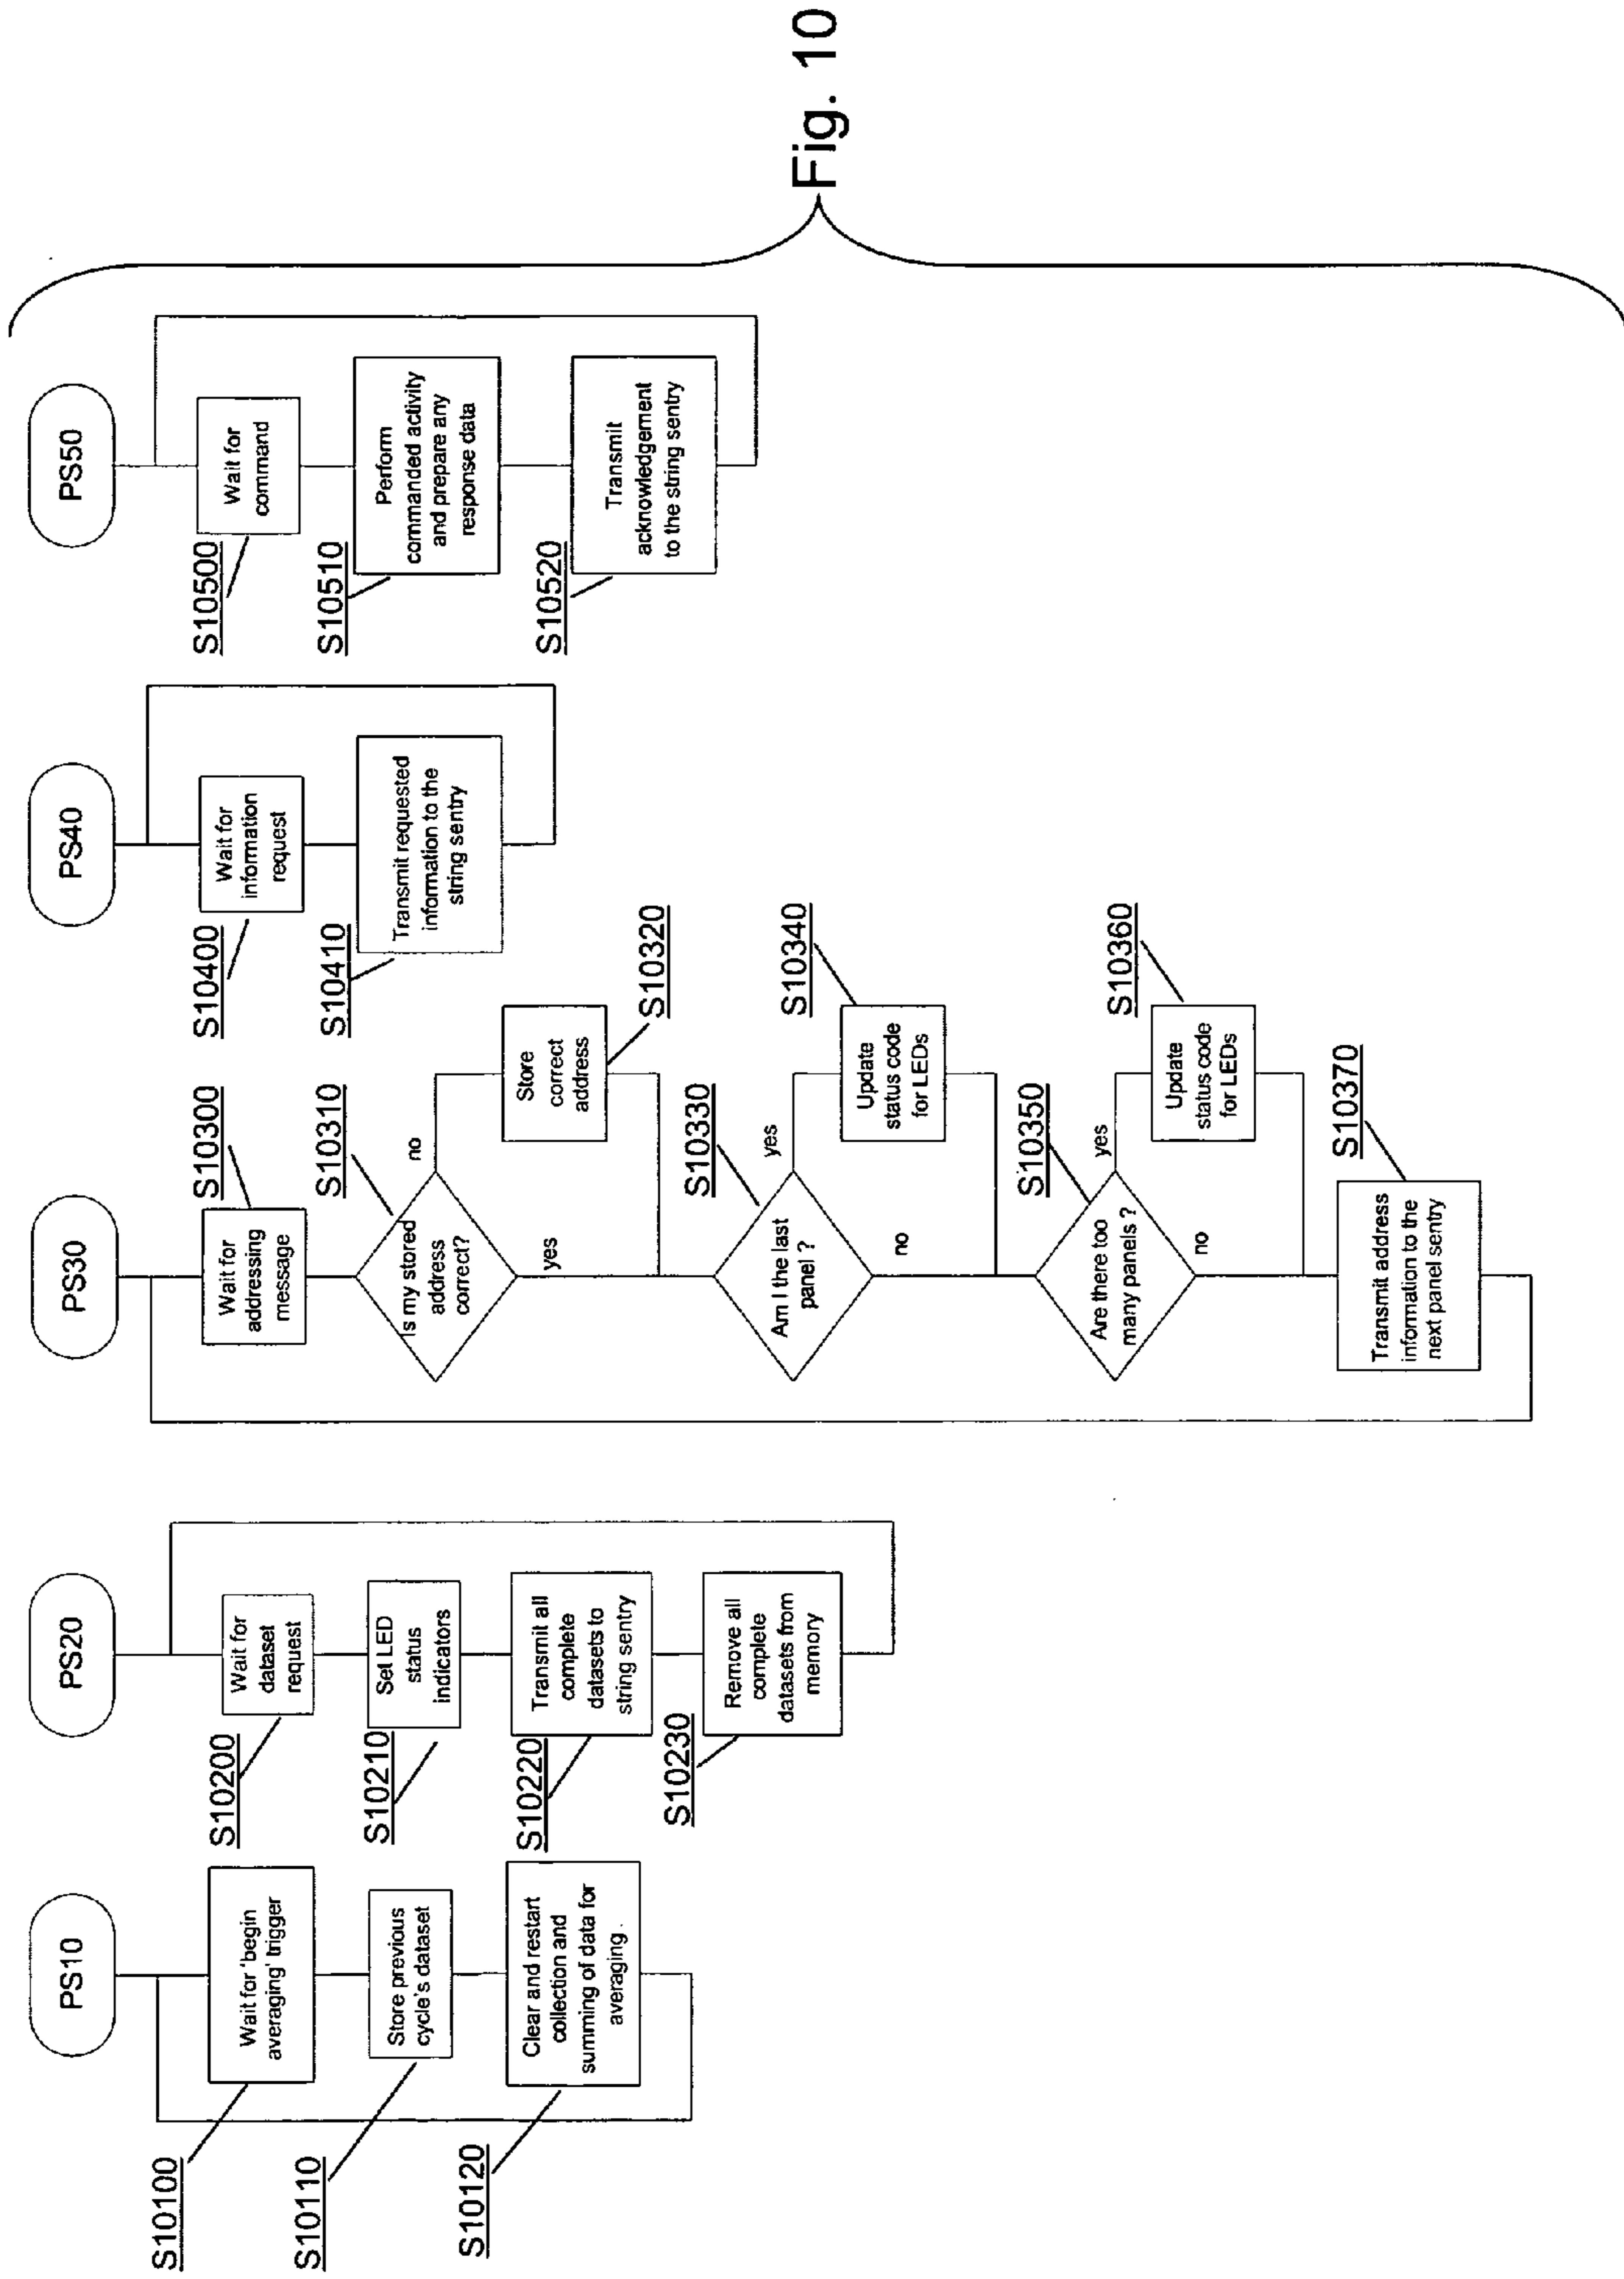 PS10
S10100
Wait for 'begin
averaging' trigger
S10110
Store previous
cycle's dataset
S10120
Clear and restart
collection and
summing of data for
averaging
PS20
S10200
Wait for
dataset
request
S10210
Set LED
status
indicators
S10220
Transmit all
complete
datasets to
string sentry
S10230
Remove all
complete
datasets from
memory
PS30
S10300
Wait for
addressing
message
S10310
Is my stored
address
correct?
no
yes
Store
correct
address
S10320
S10330
Am I the last
panel ?
yes
no
S10340
Update
status code
for LEDs
S10350
Are there too
many panels ?
yes
no
S10360
Update
status code
for LEDs
S10370
Transmit address
information to the
next panel sentry
PS40
S10400
Wait for
information
request
S10410
Transmit requested
information to the
string sentry
PS50
S10500
Wait for
command
S10510
Perform
commanded activity
and prepare any
response data
S10520
Transmit
acknowledgement
to the string sentry
Fig. 10